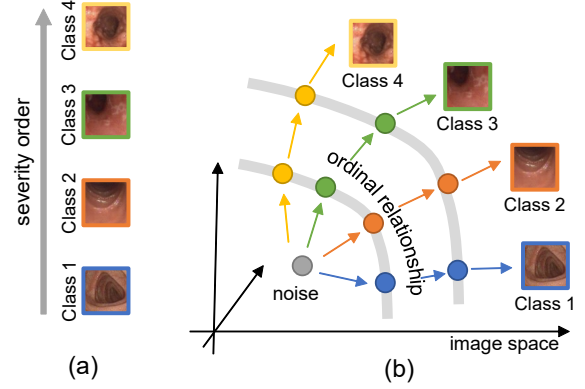 severity order
Class 4
Class 3
Class 2
Class 1
(a)
Class 4
Class 3
Class 2
Class 1
ordinal relationship
noise
image space
(b)